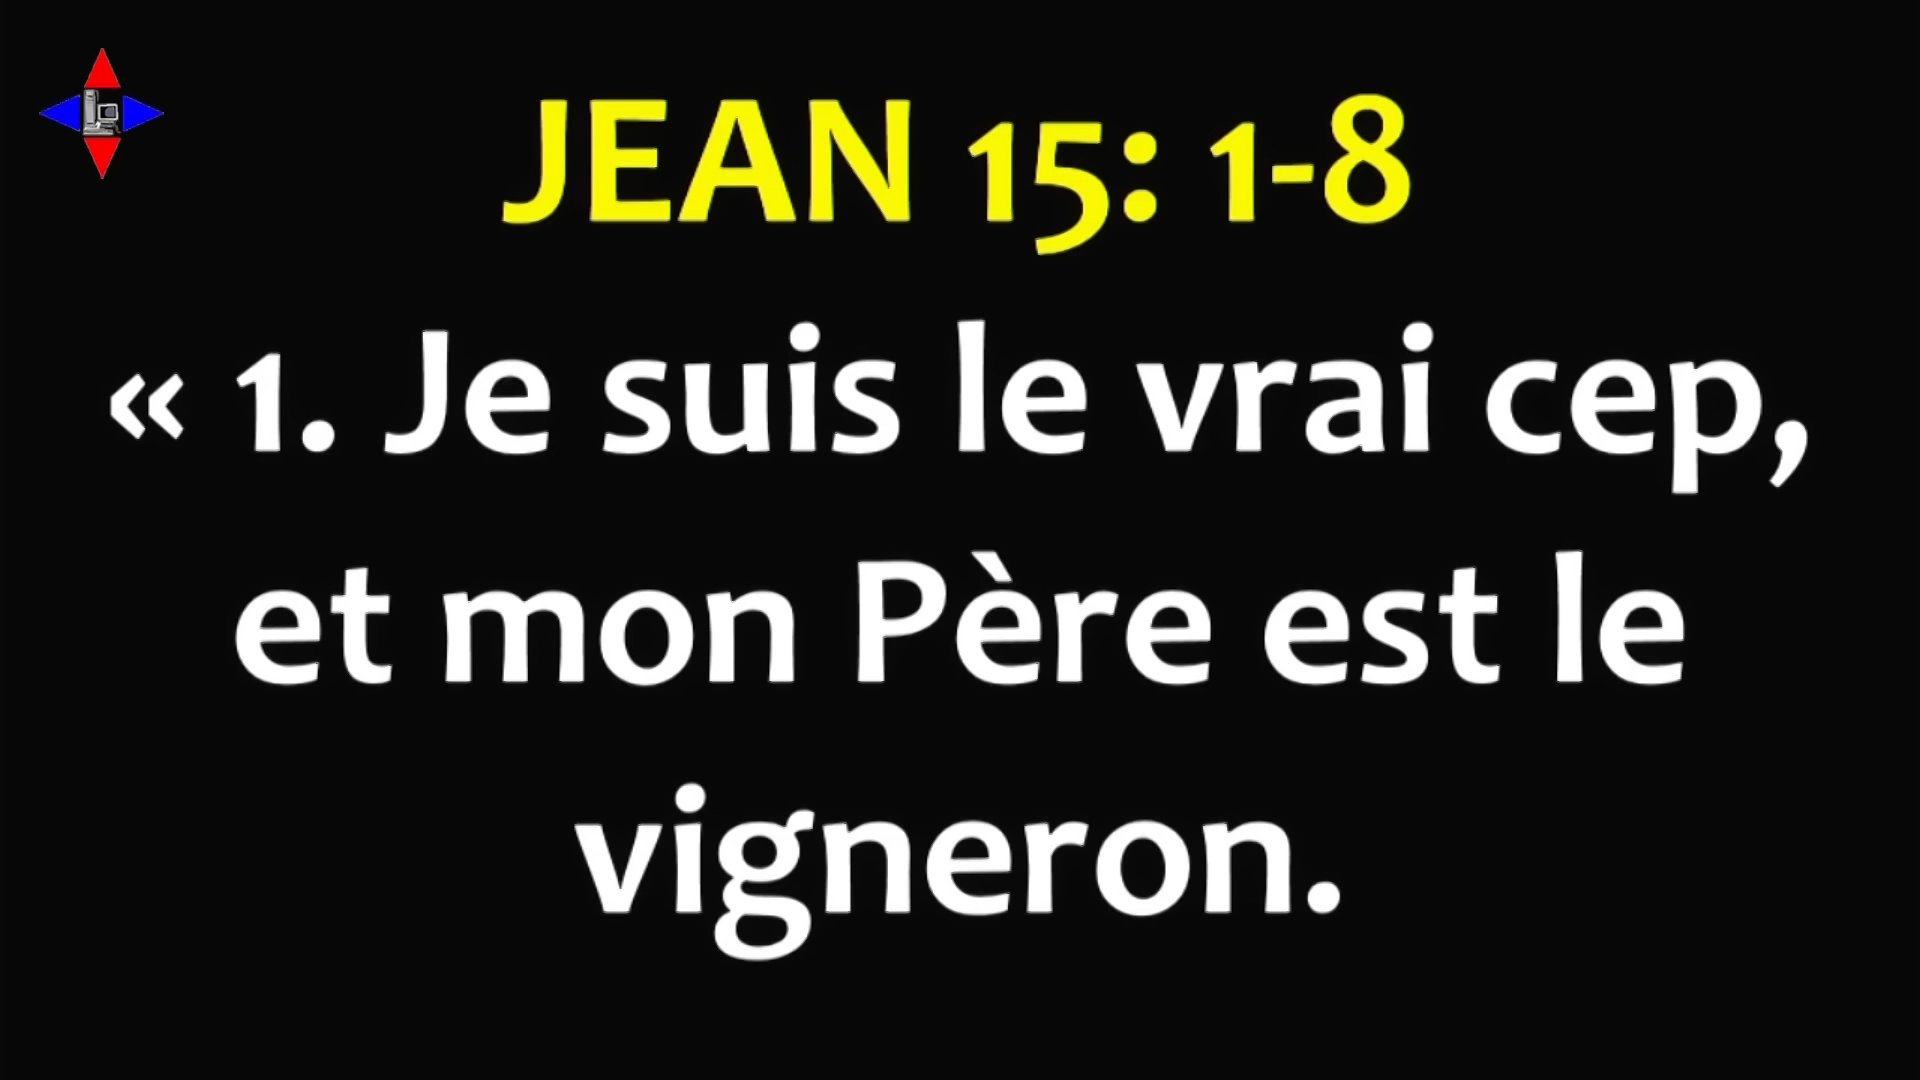 JEAN 15: 1-8
« 1. Je suis le vrai cep,
et mon Père est le
vigneron.